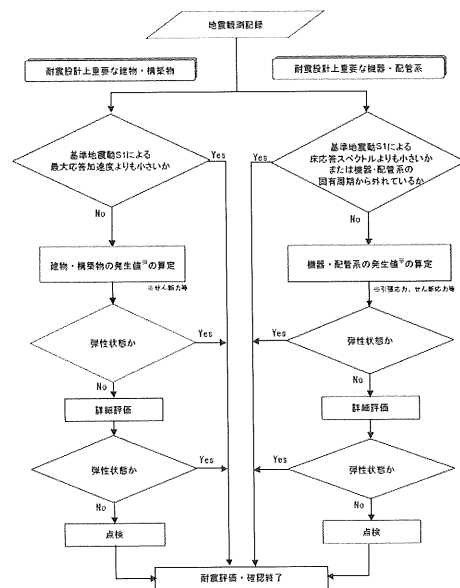 地震観測記録
耐震設計上重要な建物・構築物
耐震設計上重要な機器・配管系
基準地震動S1による
最大応答加速度よりも小さいか
Yes
Yes
基準地震動S1による
床応答スペクトルよりも小さいか
または機器・配管系の
固有周期から外れているか
No
No
建物・構築物の発生値※の算定
※せん断力等
機器・配管系の発生値※の算定
※引張応力、せん断応力等
弾性状態か
Yes
Yes
弾性状態か
No
No
詳細評価
詳細評価
弾性状態か
Yes
Yes
弾性状態か
No
No
点検
点検
耐震評価・確認終了